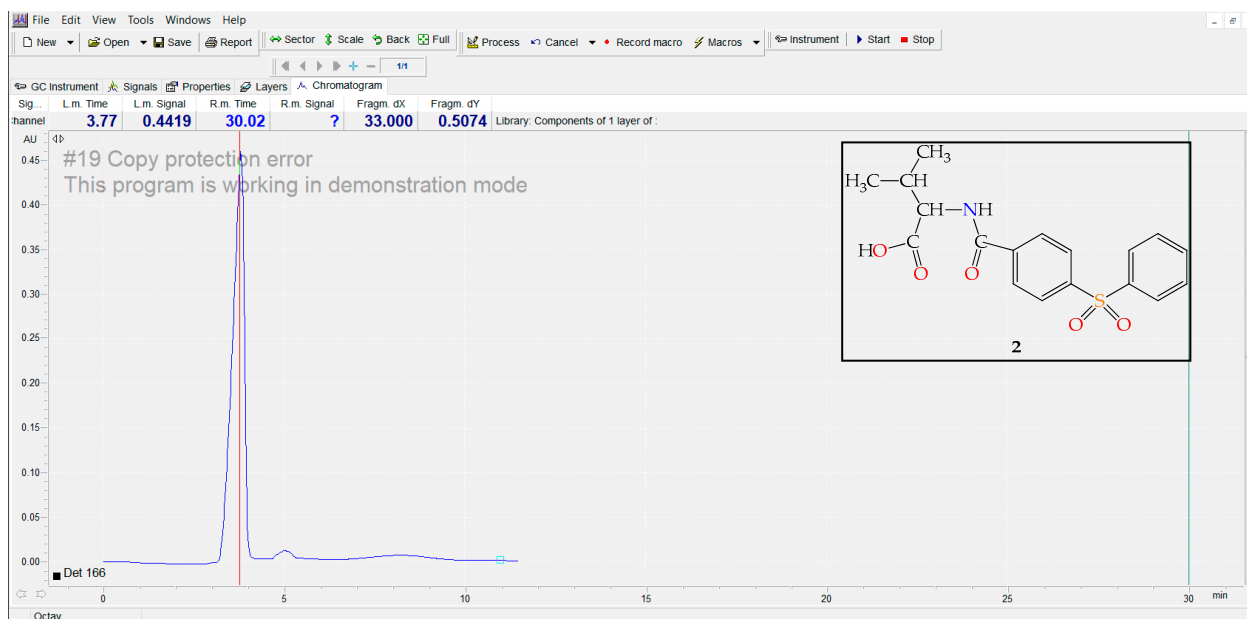 File Edit View Tools Windows Help
New Open Save Report Sector Scale Back Full Process Cancel Record macro Macros Instrument Start Stop
1/1
GC Instrument Signals Properties Layers Chromatogram
Sig... L.m. Time L.m. Signal R.m. Time R.m. Signal Fragm. dX Fragm. dY
:hannel 3.77 0.4419 30.02 ? 33.000 0.5074 Library: Components of 1 layer of :
AU
#19 Copy protection error
This program is working in demonstration mode
0.45
0.40
0.35
0.30
0.25
0.20
0.15
0.10
0.05
0.00
CH3
H3C CH
CH NH
HO C C
O O
S
O O
2
Det 166
0 5 10 15 20 25 30 min
Octav